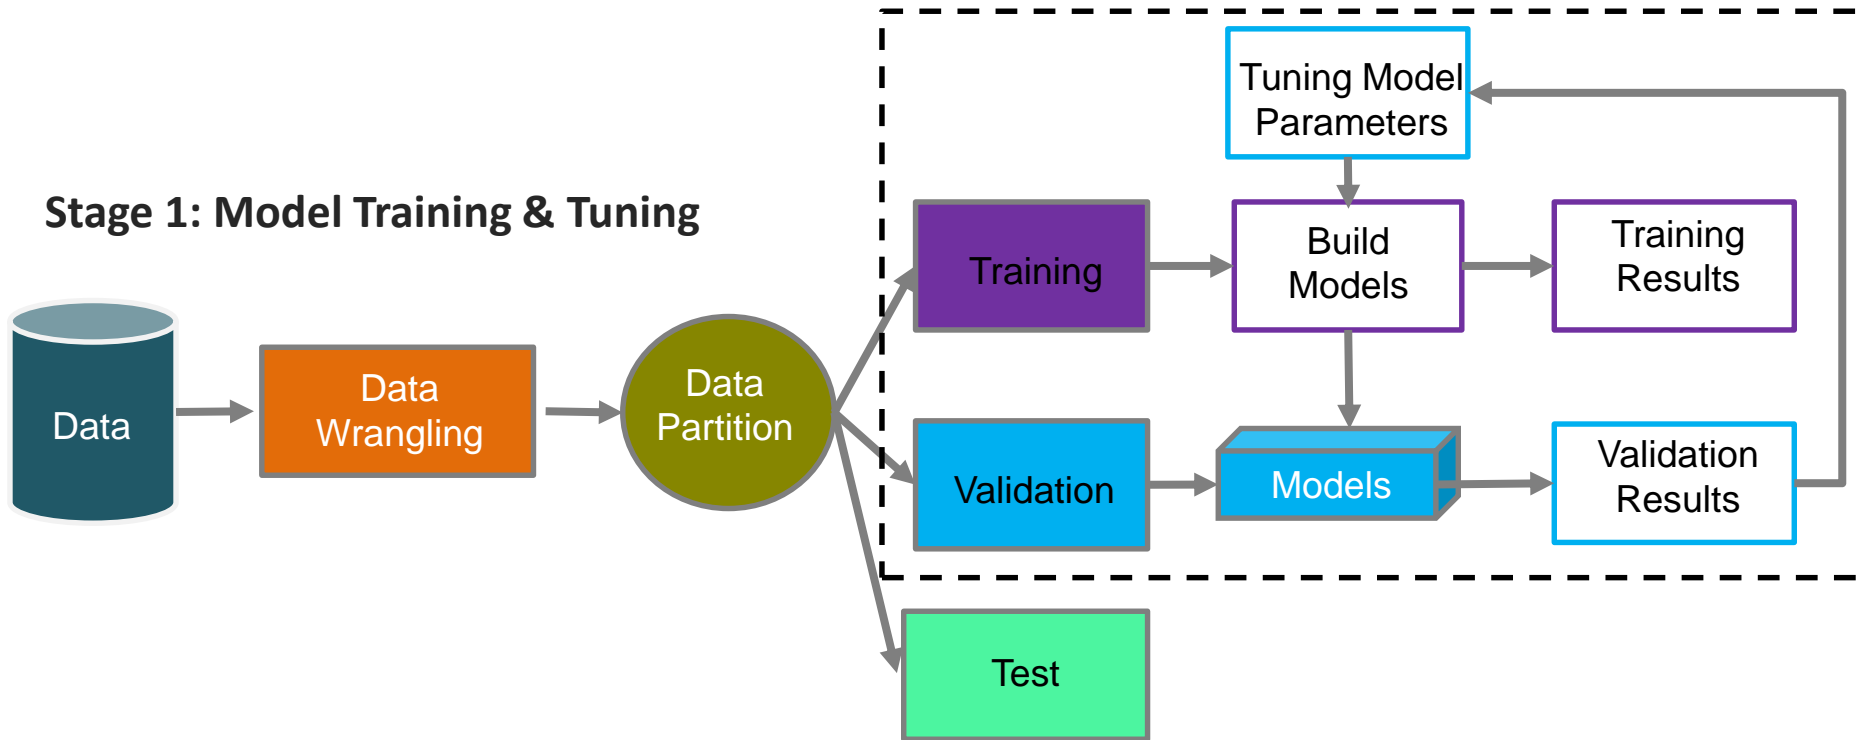 Stage 1: Model Training & Tuning
Data
Data
Wrangling
Data
Partition
Tuning Model
Parameters
Training
Build
Models
Training
Results
Validation
Models
Validation
Results
Test